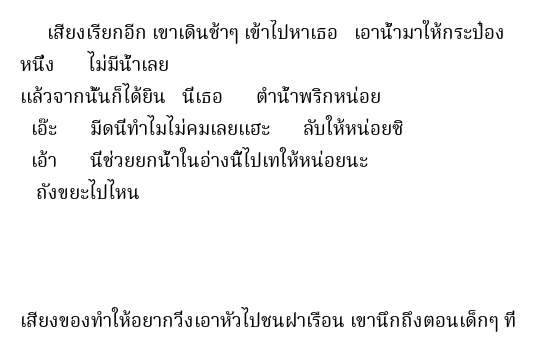 เสียงเรียกอีก เขาเดินช้าๆ เข้าไปหาเธอ เอาน้ำมาให้กระป๋อง
หนึ่ง ไม่มีน้ำเลย
แล้วจากนั้นก็ได้ยิน นี่เธอ ตำน้ำพริกหน่อย
เอ๊ะ มีดนี่ทำไมไม่คมเลยแฮะ ลับให้หน่อยซิ
เอ้า นี่ช่วยยกน้ำในอ่างนี้ไปเทให้หน่อยนะ
ถังขยะไปไหน
เสียงของทำให้อยากวิ่งเอาหัวไปชนฝาเรือน เขานึกถึงตอนเด็กๆ ที่